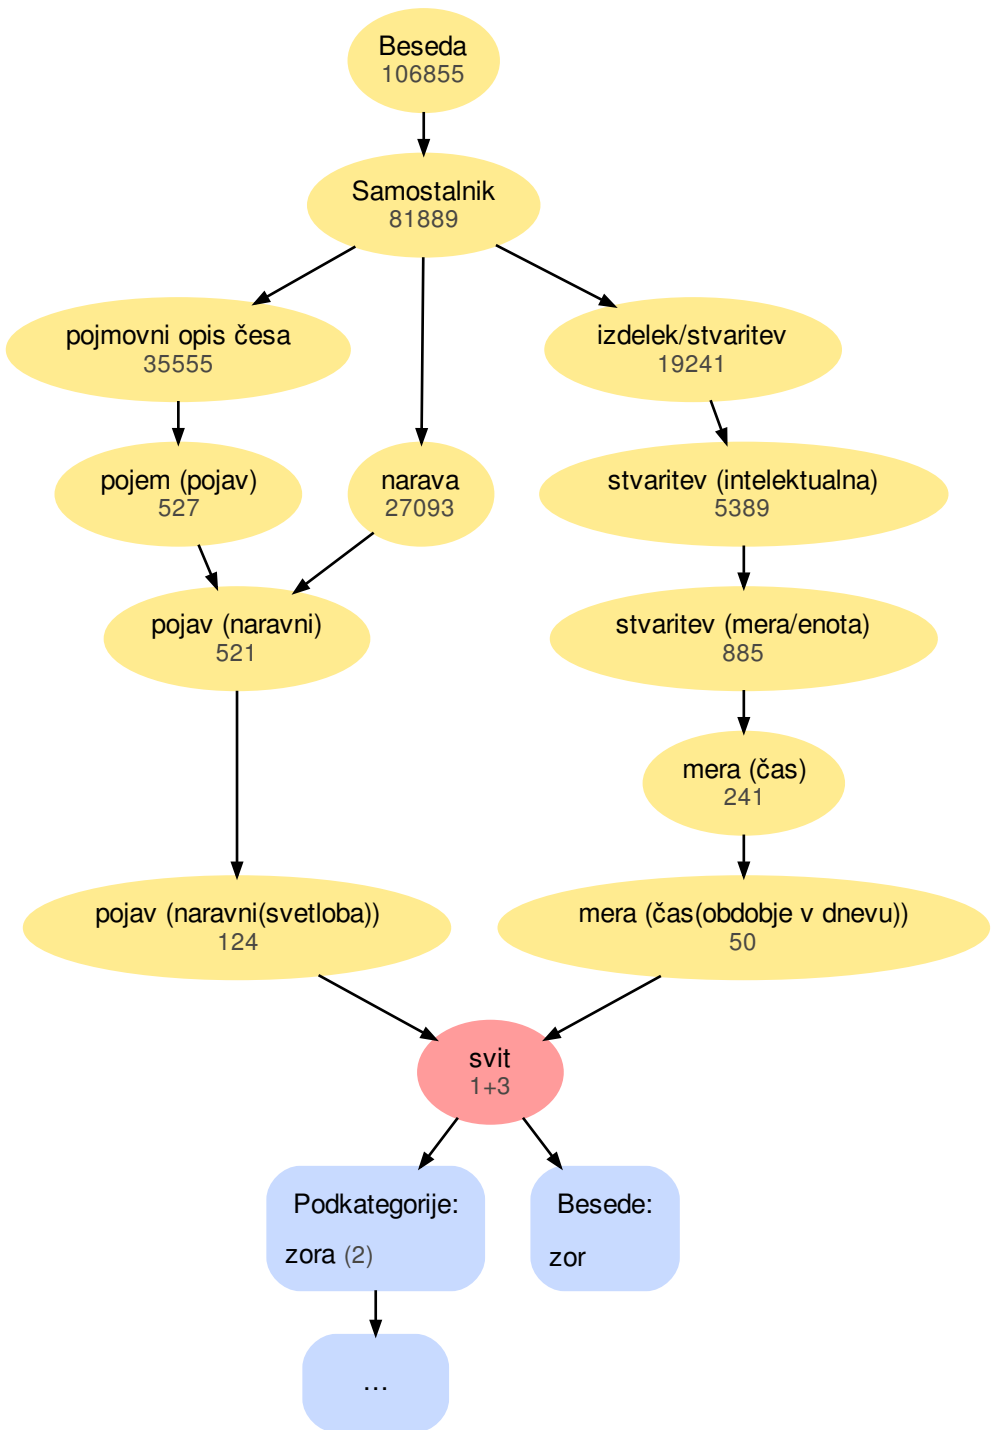 Beseda
106855
Samostalnik
81889
pojmovni opis česa
35555
izdelek/stvaritev
19241
pojem (pojav)
527
narava
27093
stvaritev (intelektualna)
5389
pojav (naravni)
521
stvaritev (mera/enota)
885
mera (čas)
241
pojav (naravni(svetloba))
124
mera (čas(obdobje v dnevu))
50
svit
1+3
Podkategorije:
zora (2)
Besede:
zor
...